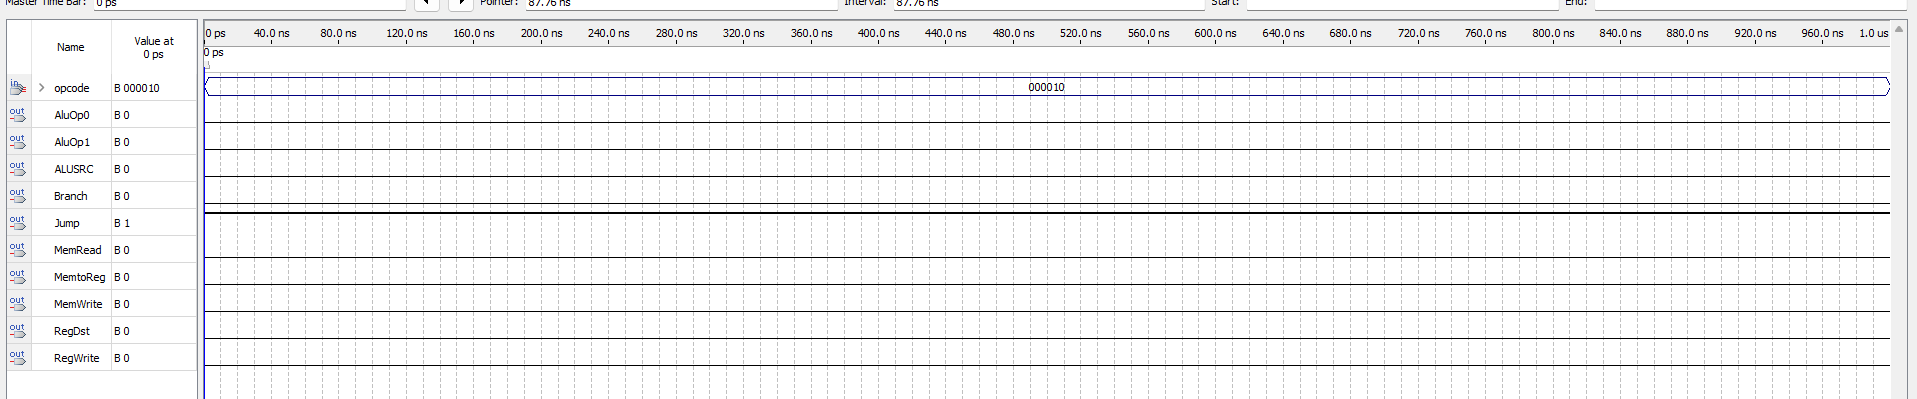 Master Time Bar: 0 ps Pointer: 87.76 ns Interval: 87.76 ns Start: End:
Name Value at 0 ps
0 ps 40.0 ns 80.0 ns 120.0 ns 160.0 ns 200.0 ns 240.0 ns 280.0 ns 320.0 ns 360.0 ns 400.0 ns 440.0 ns 480.0 ns 520.0 ns 560.0 ns 600.0 ns 640.0 ns 680.0 ns 720.0 ns 760.0 ns 800.0 ns 840.0 ns 880.0 ns 920.0 ns 960.0 ns 1.0 us
0 ps
in opcode B 000010 000010
out AluOp0 B 0
out AluOp1 B 0
out ALUSRC B 0
out Branch B 0
out Jump B 1
out MemRead B 0
out MemtoReg B 0
out MemWrite B 0
out RegDst B 0
out RegWrite B 0